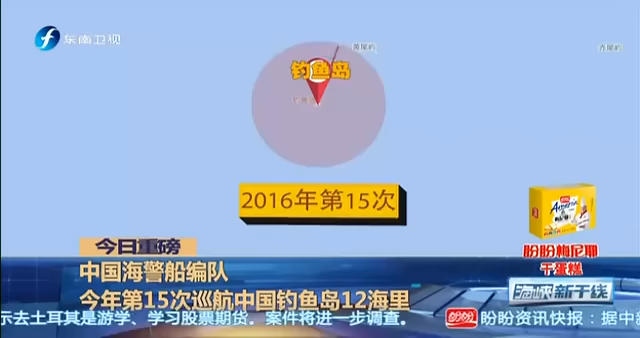 东南卫视
黄尾屿
赤尾屿
钓鱼岛
2016年第15次
今日重磅
中国海警船编队
今年第15次巡航中国钓鱼岛12海里
盼盼梅尼耶
干蛋糕
海峡新干线
示去土耳其是游学、学习股票期货。案件将进一步调查。
盼盼 盼盼资讯快报：据中